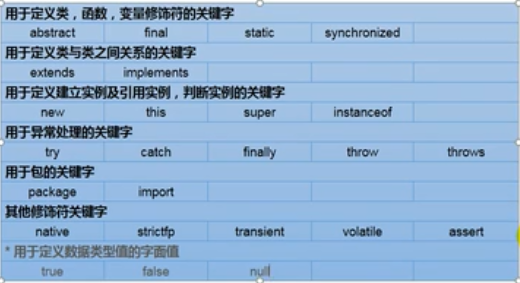 用于定义类，函数，变量修饰符的关键字
abstract final static synchronized
用于定义类与类之间关系的关键字
extends implements
用于定义建立实例及引用实例，判断实例的关键字
new this super instanceof
用于异常处理的关键字
try catch finally throw throws
用于包的关键字
package import
其他修饰符关键字
native strictfp transient volatile assert
* 用于定义数据类型值的字面值
true false null